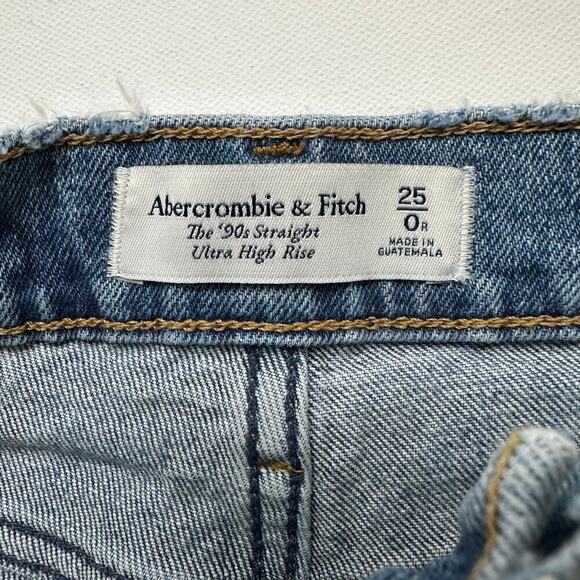 Abercrombie & Fitch
The '90s Straight
Ultra High Rise
25
0R
MADE IN
GUATEMALA